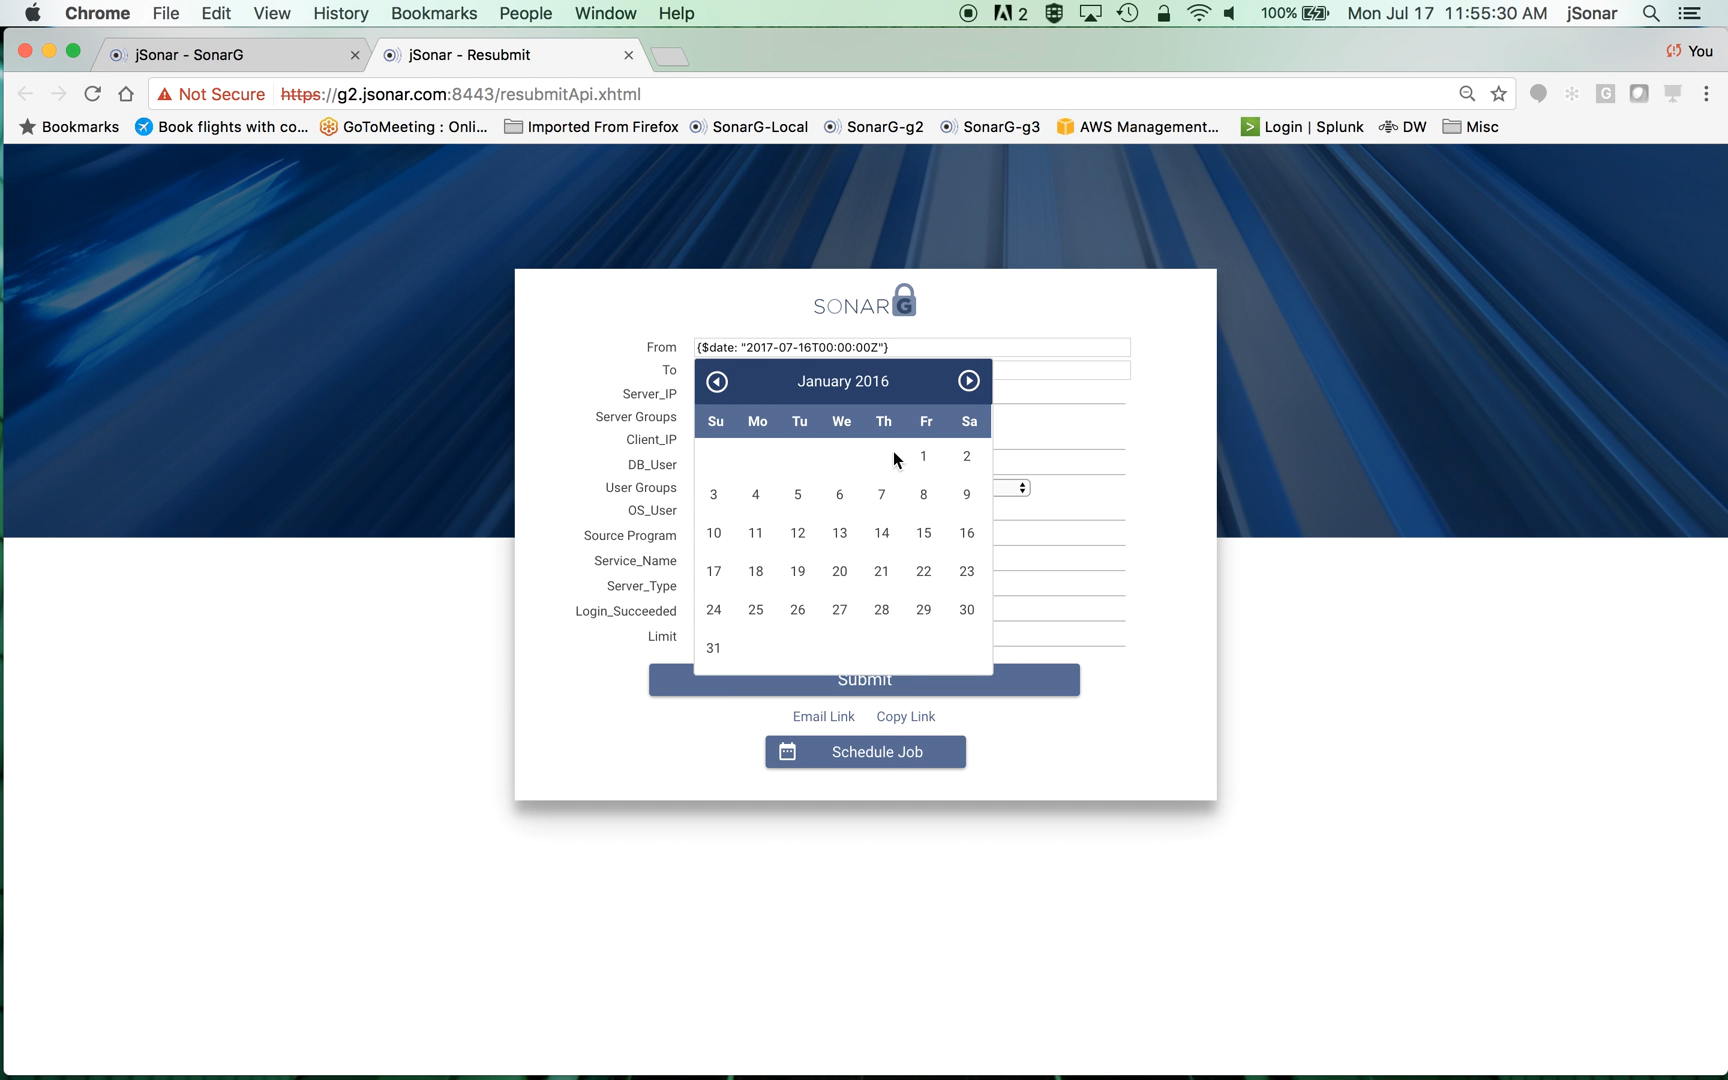 Chrome File Edit View History Bookmarks People Window Help 2 100% Mon Jul 17 11:55:30 AM jSonar
jSonar - SonarG jSonar - Resubmit You
Not Secure https://g2.jsonar.com:8443/resubmitApi.xhtml G
Bookmarks Book flights with co... GoToMeeting : Onli... Imported From Firefox SonarG-Local SonarG-g2 SonarG-g3 AWS Management... Login | Splunk DW Misc
SONARG
From {$date: "2017-07-16T00:00:00Z"}
To
Server_IP
Server Groups
Client_IP
DB_User
User Groups
OS_User
Source Program
Service_Name
Server_Type
Login_Succeeded
Limit
January 2016
Su Mo Tu We Th Fr Sa
1 2
3 4 5 6 7 8 9
10 11 12 13 14 15 16
17 18 19 20 21 22 23
24 25 26 27 28 29 30
31
Submit
Email Link Copy Link
Schedule Job